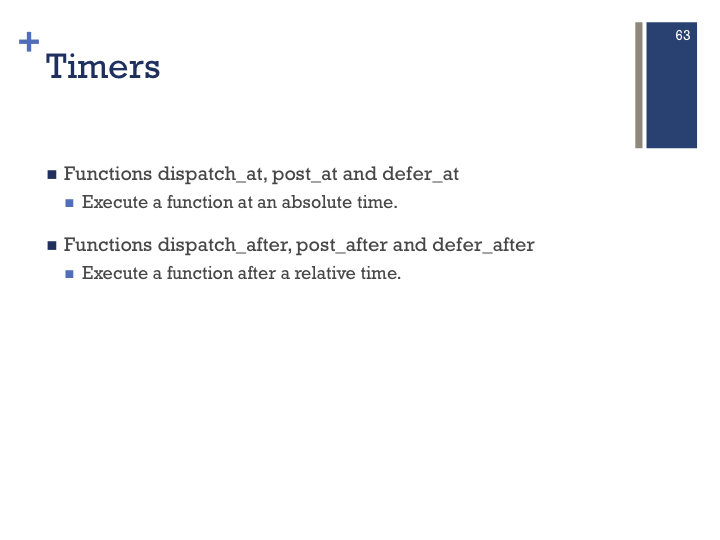 63
+
Timers
Functions dispatch_at, post_at and defer_at
Execute a function at an absolute time.
Functions dispatch_after, post_after and defer_after
Execute a function after a relative time.